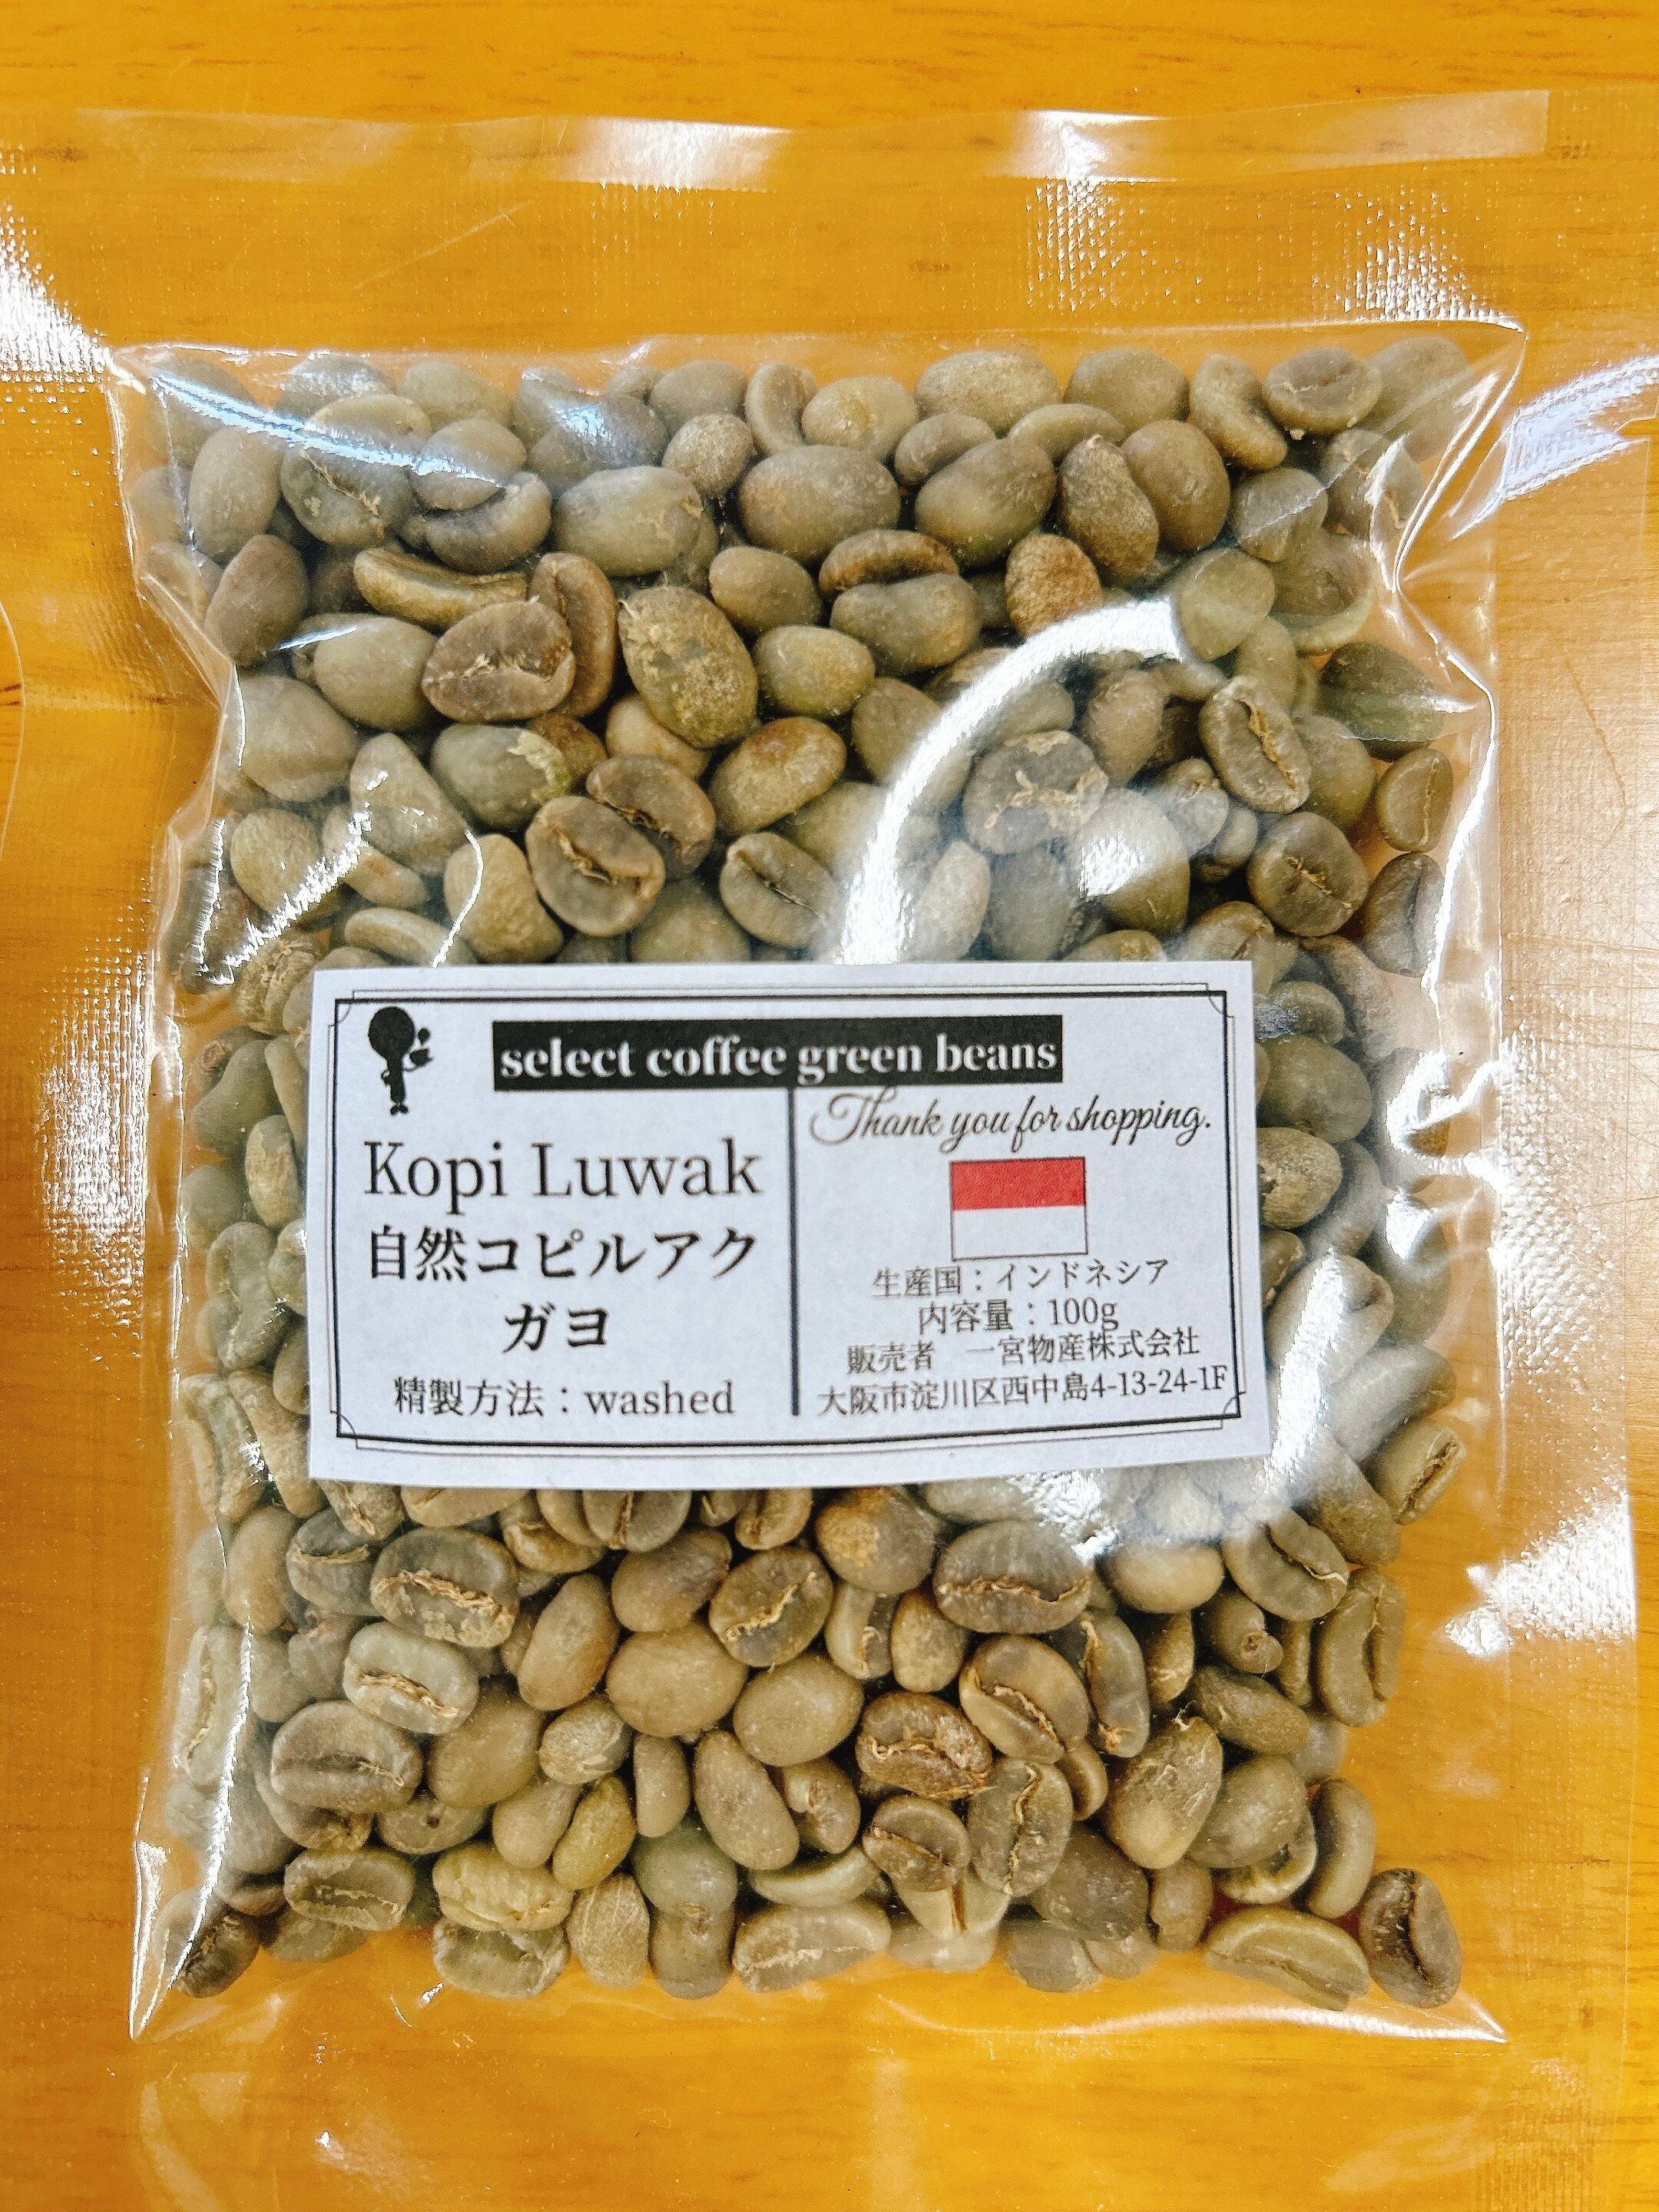 select coffee green beans
Kopi Luwak
自然コピルアク
ガヨ
精製方法：washed
Thank you for shopping.
生産国：インドネシア
内容量：100g
販売者　一宮物産株式会社
大阪市淀川区西中島4-13-24-1F